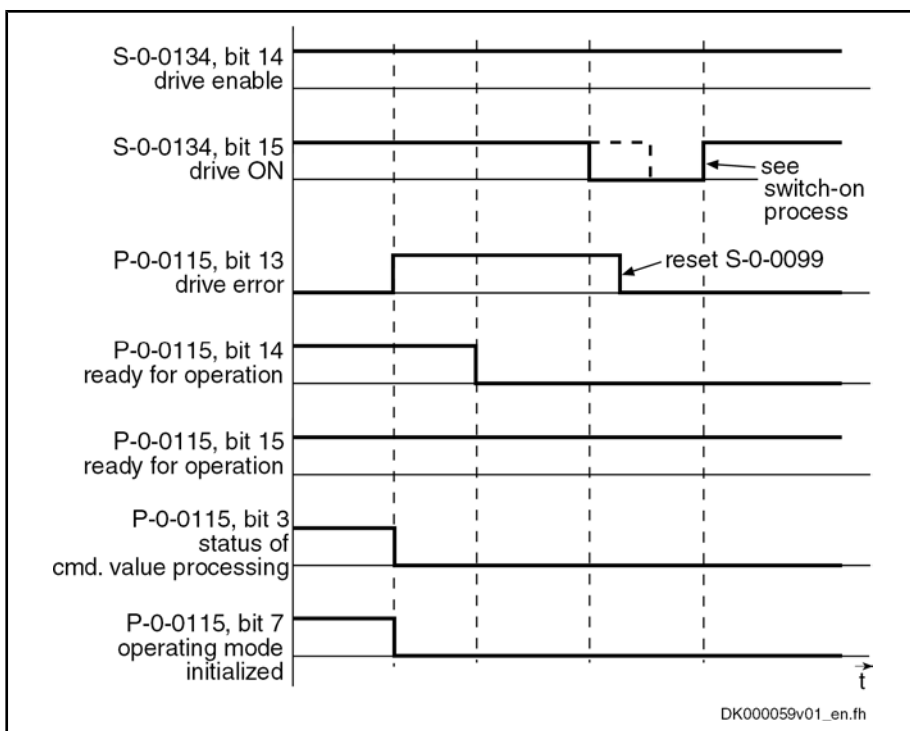 S-0-0134, bit 14
drive enable
S-0-0134, bit 15
drive ON
see
switch-on
process
P-0-0115, bit 13
drive error
reset S-0-0099
P-0-0115, bit 14
ready for operation
P-0-0115, bit 15
ready for operation
P-0-0115, bit 3
status of
cmd. value processing
P-0-0115, bit 7
operating mode
initialized
t
DK000059v01_en.fh